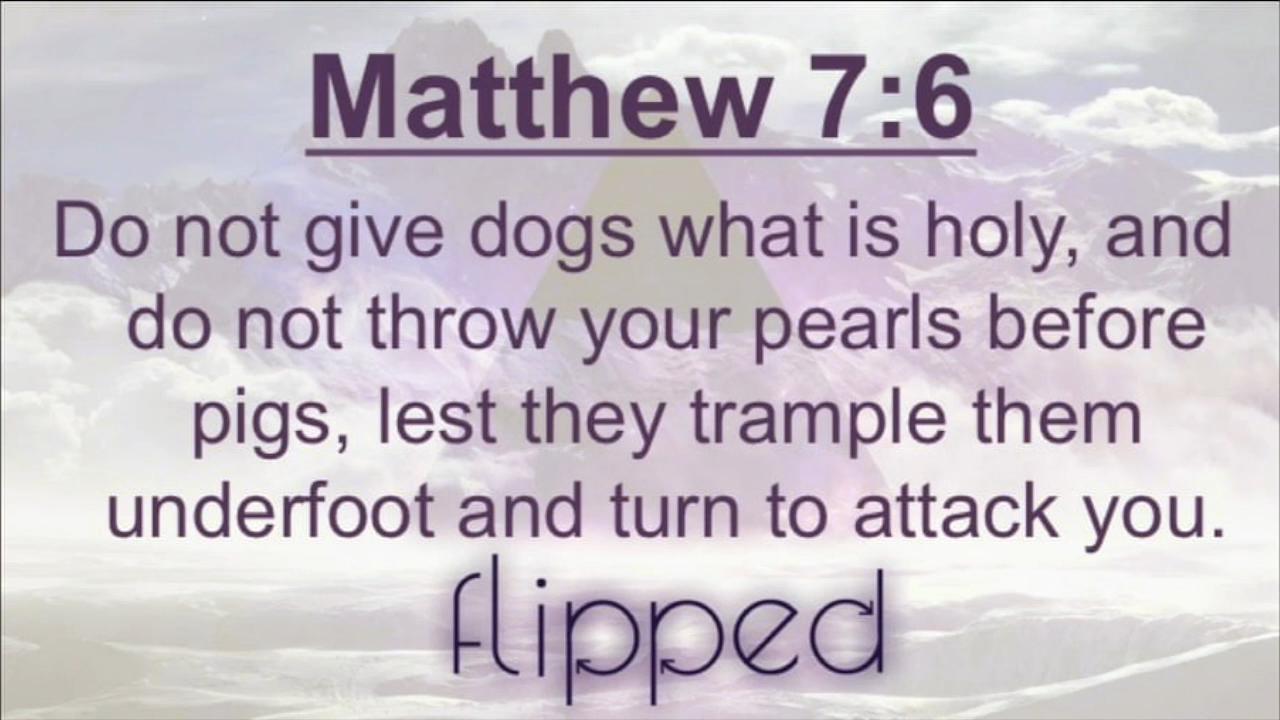 Matthew 7:6
Do not give dogs what is holy, and
do not throw your pearls before
pigs, lest they trample them
underfoot and turn to attack you.
flipped